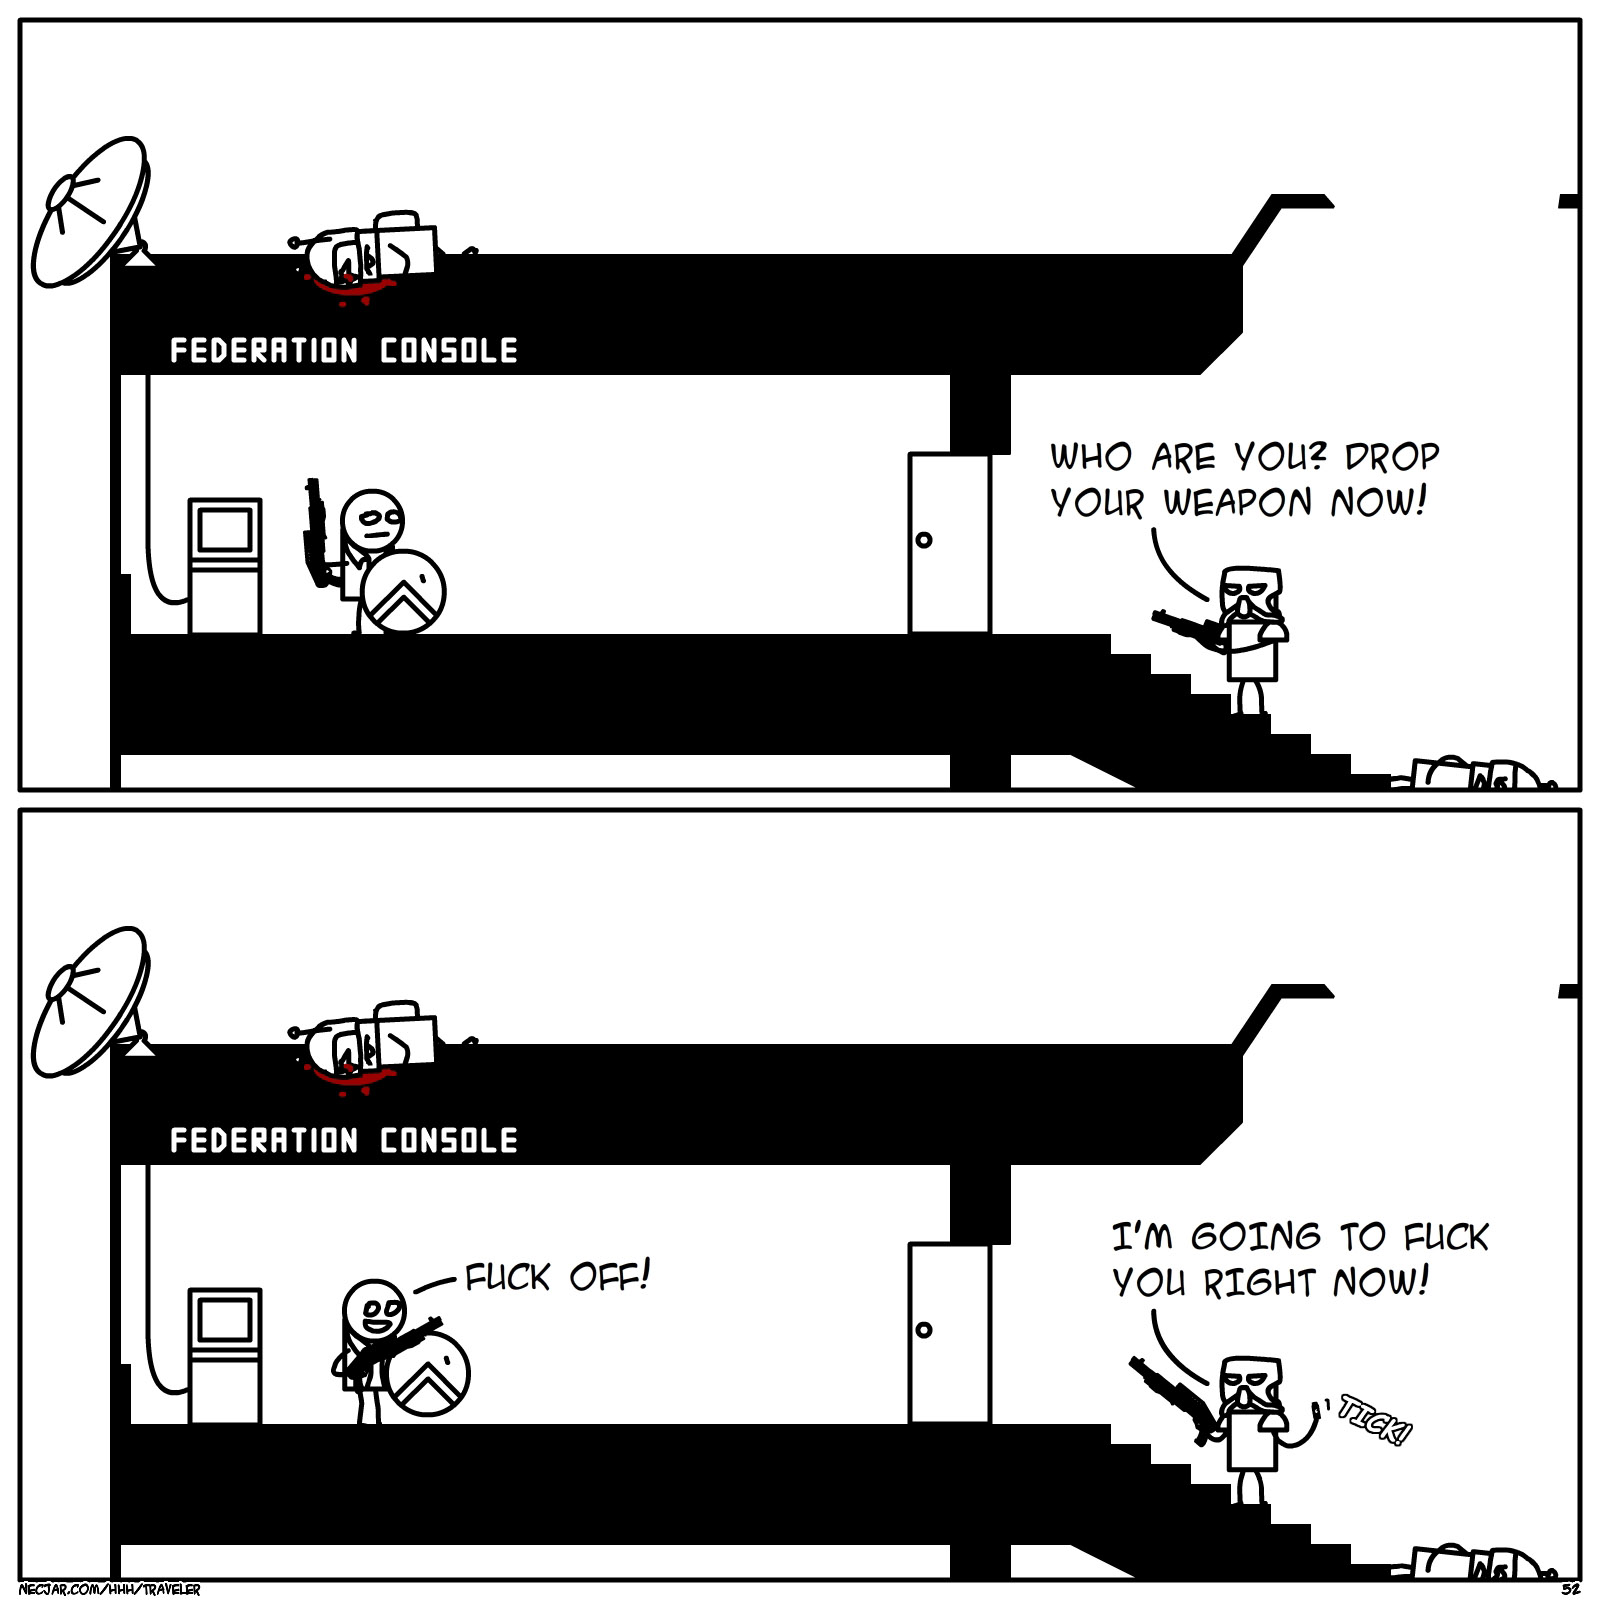 FEDERATION CONSOLE
WHO ARE YOU? DROP
YOUR WEAPON NOW!
FEDERATION CONSOLE
FUCK OFF!
I'M GOING TO FUCK
YOU RIGHT NOW!
TICK!
NECJAR.COM/HHH/TRAVELER
52